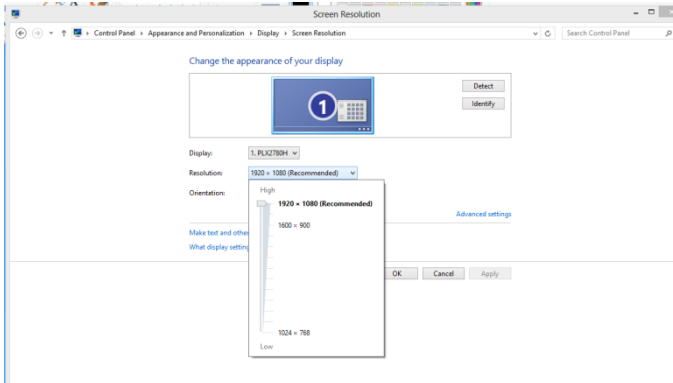 Screen Resolution
Control Panel ▸ Appearance and Personalization ▸ Display ▸ Screen Resolution
Search Control Panel
Change the appearance of your display
1
Detect
Identify
Display:
1. PLX2780H
Resolution:
1920 × 1080 (Recommended)
Orientation:
High
1920 × 1080 (Recommended)
1600 × 900
1024 × 768
Low
Advanced settings
Make text and othe
What display setting
OK Cancel Apply